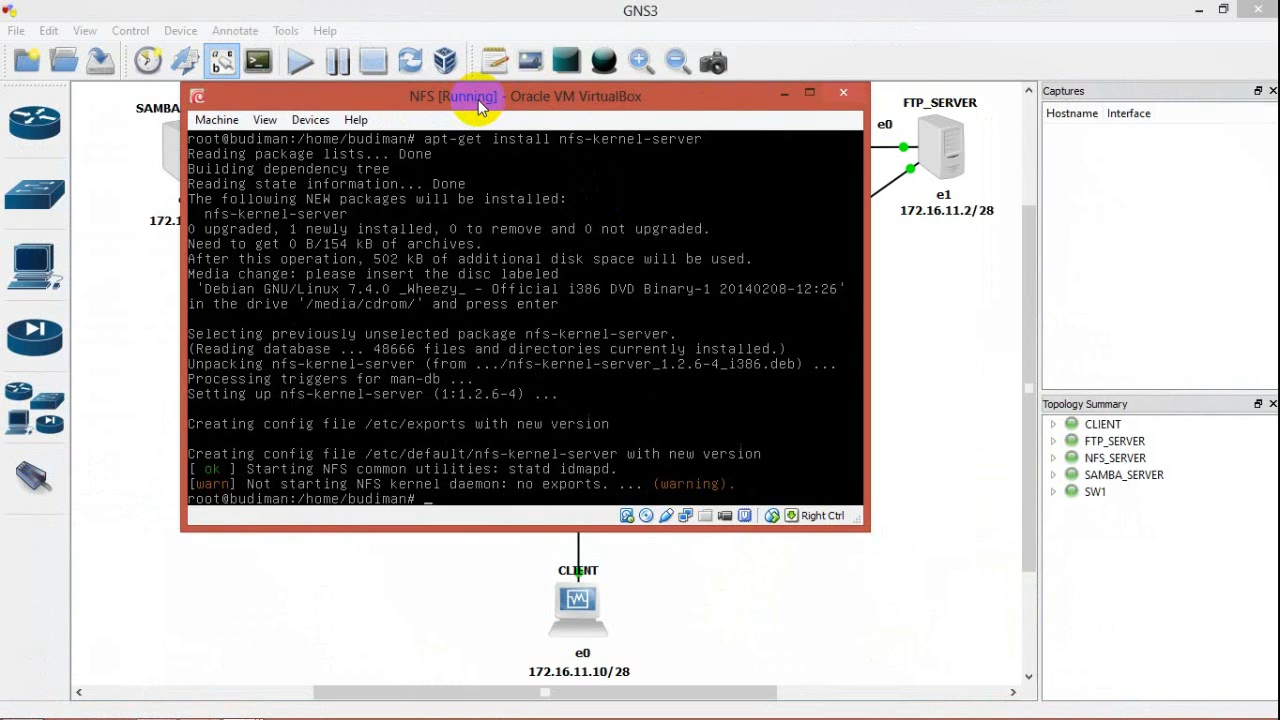 GNS3
File Edit View Control Device Annotate Tools Help
NFS [Running] - Oracle VM VirtualBox
Machine View Devices Help
root@budiman:/home/budiman# apt-get install nfs-kernel-server
Reading package lists... Done
Building dependency tree
Reading state information... Done
The following NEW packages will be installed:
nfs-kernel-server
0 upgraded, 1 newly installed, 0 to remove and 0 not upgraded.
Need to get 0 B/154 kB of archives.
After this operation, 502 kB of additional disk space will be used.
Media change: please insert the disc labeled
'Debian GNU/Linux 7.4.0 _Wheezy_ - Official i386 DVD Binary-1 20140208-12:26'
in the drive '/media/cdrom/' and press enter
Selecting previously unselected package nfs-kernel-server.
(Reading database ... 48666 files and directories currently installed.)
Unpacking nfs-kernel-server (from .../nfs-kernel-server_1.2.6-4_i386.deb) ...
Processing triggers for man-db ...
Setting up nfs-kernel-server (1:1.2.6-4) ...
Creating config file /etc/exports with new version
Creating config file /etc/default/nfs-kernel-server with new version
[ ok ] Starting NFS common utilities: statd idmapd.
[warn] Not starting NFS kernel daemon: no exports. ... (warning).
root@budiman:/home/budiman# _
Right Ctrl
SAMBA
172.1
FTP_SERVER
e0
e1
172.16.11.2/28
CLIENT
e0
172.16.11.10/28
Captures
Hostname Interface
Topology Summary
CLIENT
FTP_SERVER
NFS_SERVER
SAMBA_SERVER
SW1